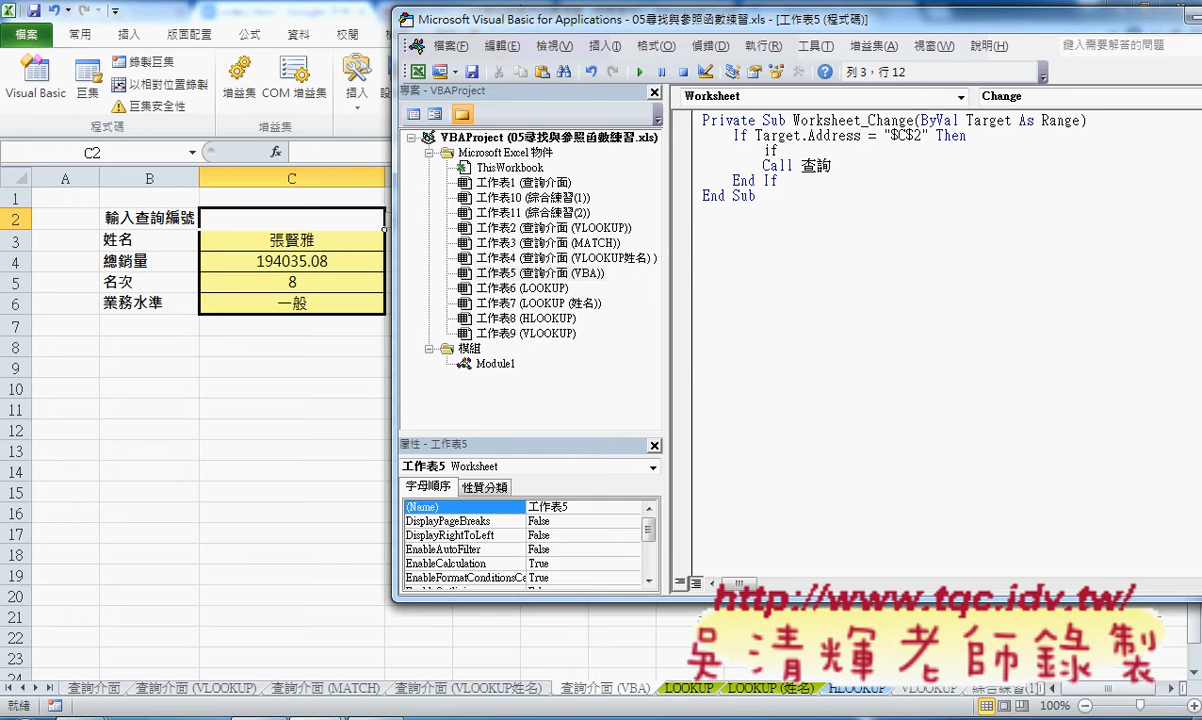 Microsoft Visual Basic for Applications - 05尋找與參照函數練習.xls - [工作表5 (程式碼)]
檔案 常用 插入 版面配置 公式 資料 校閱
檔案(F) 編輯(E) 檢視(V) 插入(I) 格式(O) 偵錯(D) 執行(R) 工具(T) 增益集(A) 視窗(W) 說明(H) 鍵入需要解答的問題
Visual Basic 巨集 錄製巨集 以相對位置錄製 巨集安全性 增益集 COM 增益集 插入
程式碼 增益集
列 3，行 12
專案 - VBAProject
Worksheet Change
C2 fx
VBAProject (05尋找與參照函數練習.xls)
Microsoft Excel 物件
ThisWorkbook
工作表1 (查詢介面)
工作表10 (綜合練習(1))
工作表11 (綜合練習(2))
工作表2 (查詢介面 (VLOOKUP))
工作表3 (查詢介面 (MATCH))
工作表4 (查詢介面 (VLOOKUP姓名) )
工作表5 (查詢介面 (VBA))
工作表6 (LOOKUP)
工作表7 (LOOKUP (姓名))
工作表8 (HLOOKUP)
工作表9 (VLOOKUP)
模組
Module1
Private Sub Worksheet_Change(ByVal Target As Range)
If Target.Address = "$C$2" Then
if
Call 查詢
End If
End Sub
A B C
1
2 輸入查詢編號
3 姓名 張賢雅
4 總銷量 194035.08
5 名次 8
6 業務水準 一般
7
8
9
10
11
12
13
14
15
16
17
18
19
20
21
22
23
屬性 - 工作表5
工作表5 Worksheet
字母順序 性質分類
(Name) 工作表5
DisplayPageBreaks False
DisplayRightToLeft False
EnableAutoFilter False
EnableCalculation True
EnableFormatConditionsCa True
http://www.tqc.idv.tw/
吳清輝老師錄製
查詢介面 查詢介面 (VLOOKUP) 查詢介面 (MATCH) 查詢介面 (VLOOKUP姓名) 查詢介面 (VBA) LOOKUP LOOKUP (姓名) HLOOKUP VLOOKUP 綜合練習(1)
就緒 100%